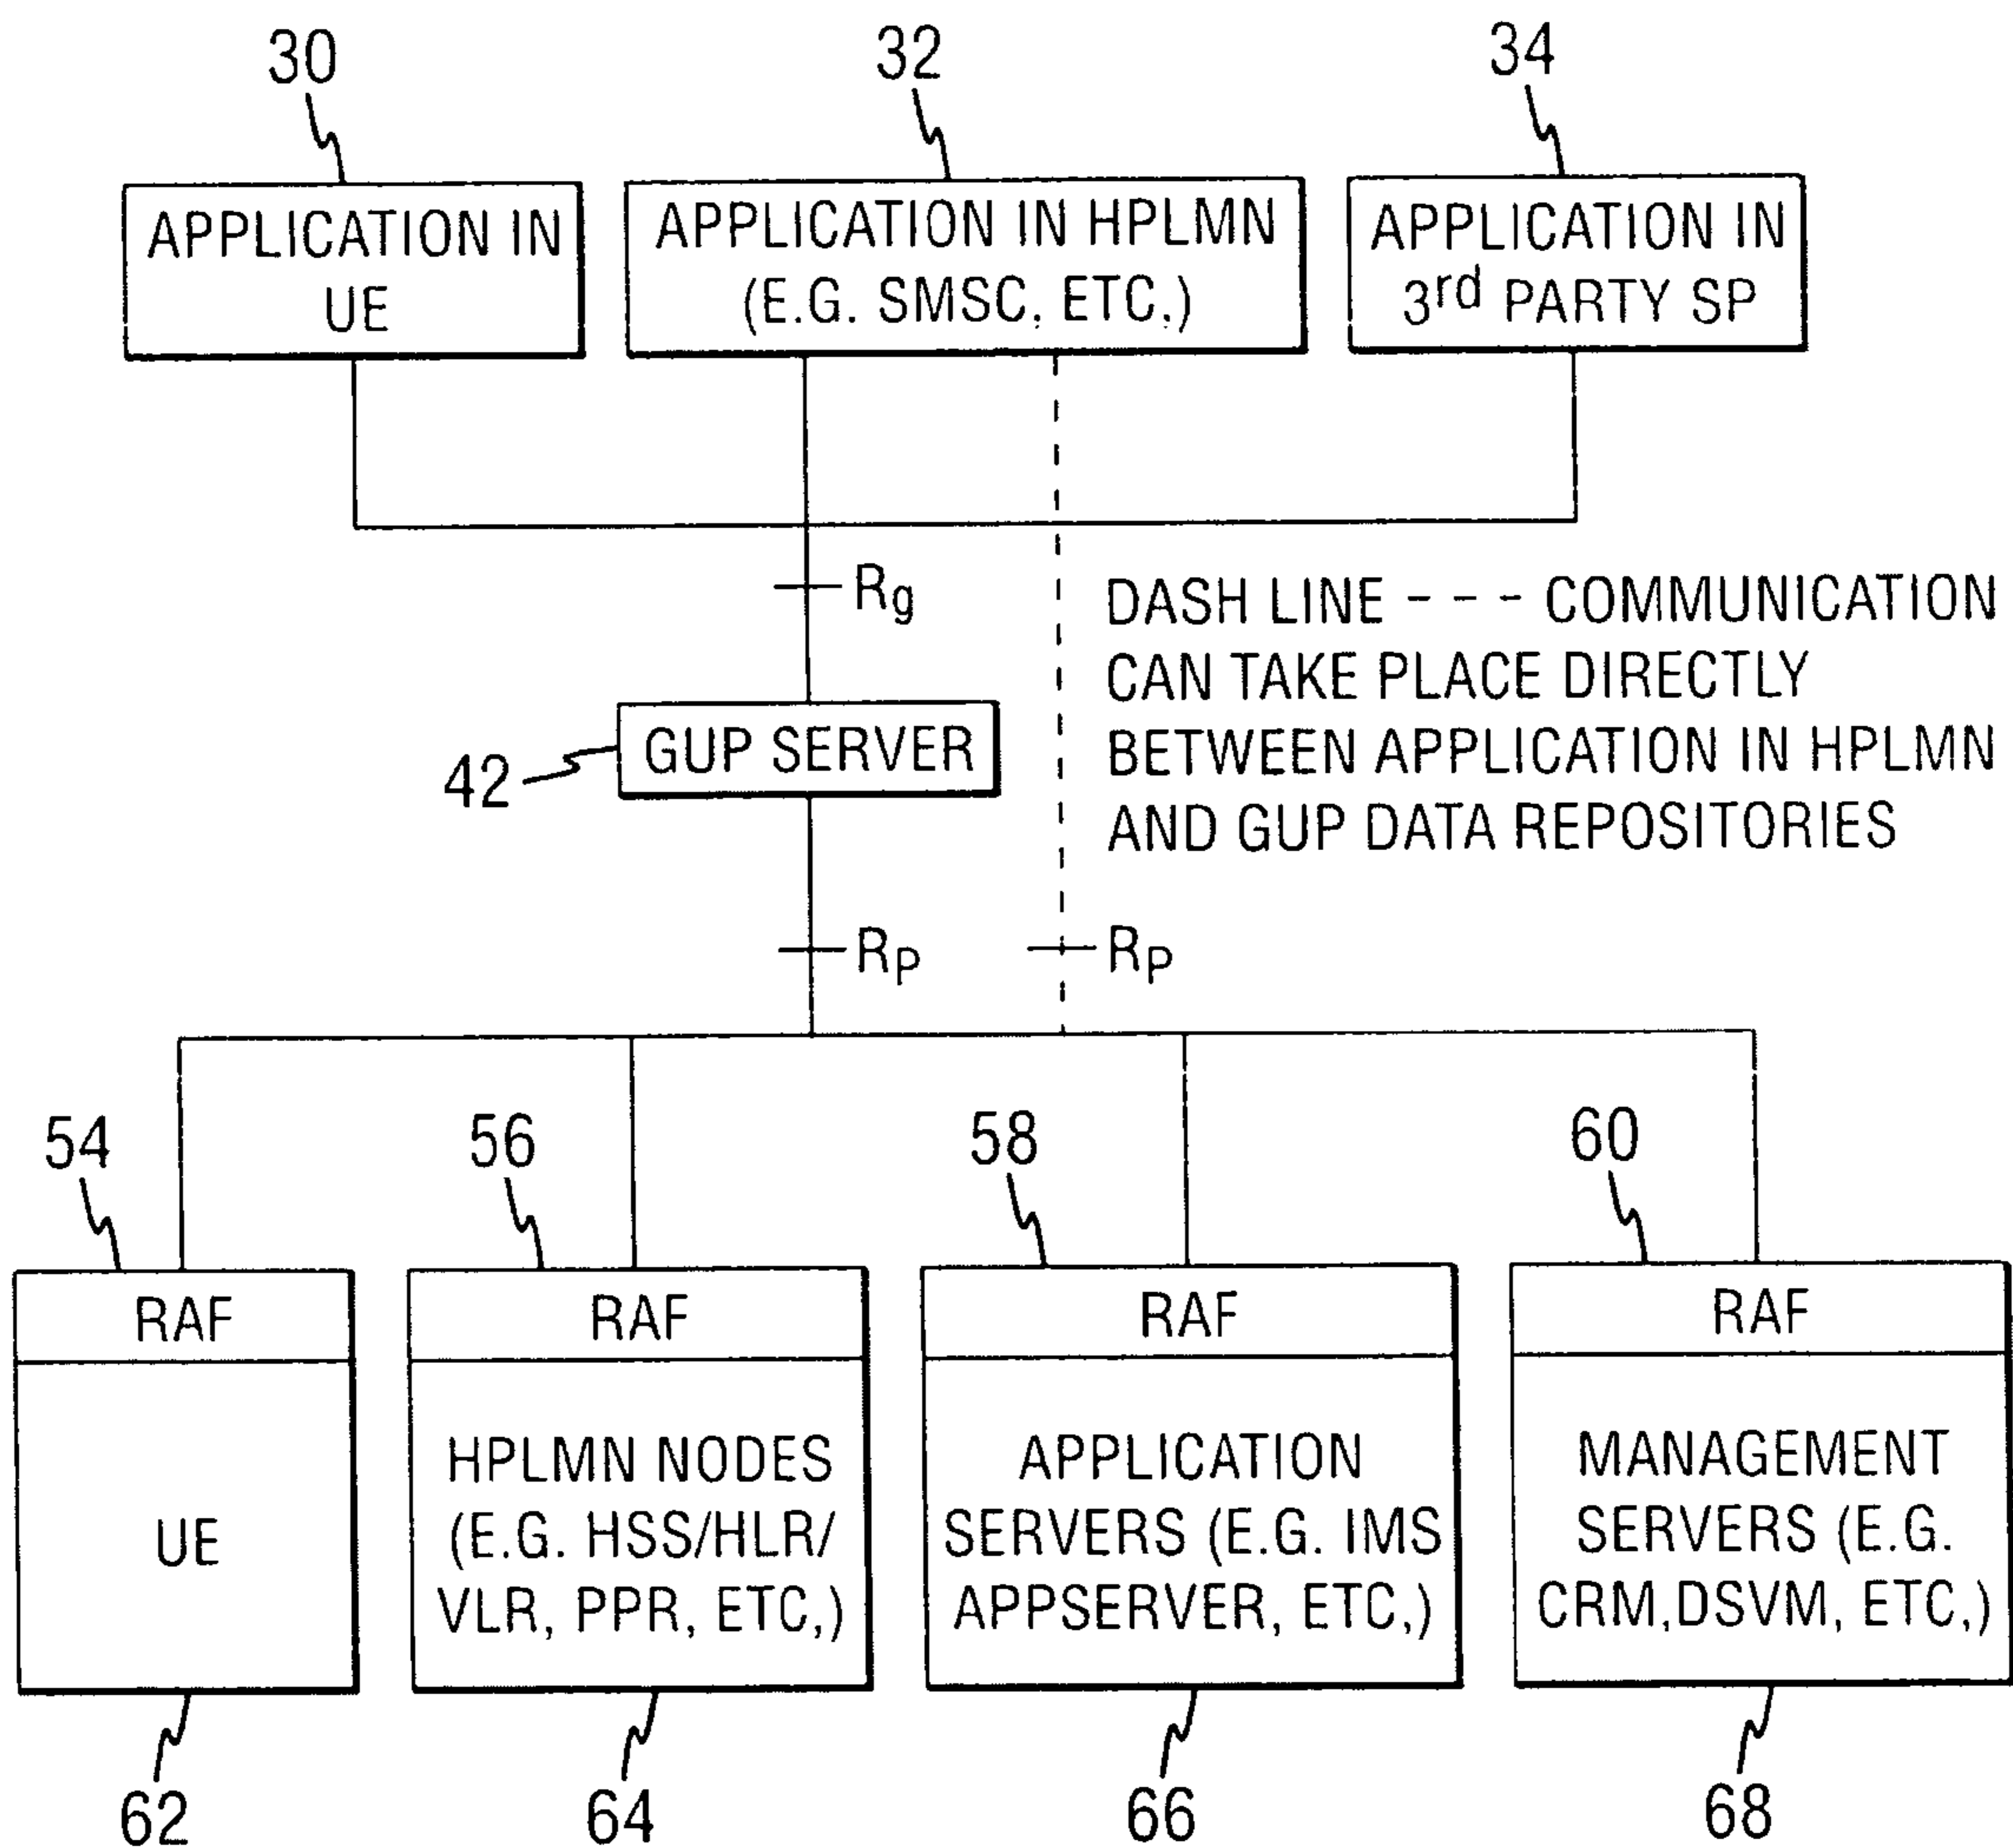 30
32
34
APPLICATION IN
UE
APPLICATION IN HPLMN
(E.G. SMSC, ETC,)
APPLICATION IN
3rd PARTY SP
Rg
DASH LINE - - - COMMUNICATION
CAN TAKE PLACE DIRECTLY
BETWEEN APPLICATION IN HPLMN
AND GUP DATA REPOSITORIES
GUP SERVER
42
Rp
Rp
54
56
58
60
RAF
UE
RAF
HPLMN NODES
(E.G. HSS/HLR/
VLR, PPR, ETC,)
RAF
APPLICATION
SERVERS (E.G. IMS
APPSERVER, ETC,)
RAF
MANAGEMENT
SERVERS (E.G.
CRM,DSVM, ETC,)
62
64
66
68